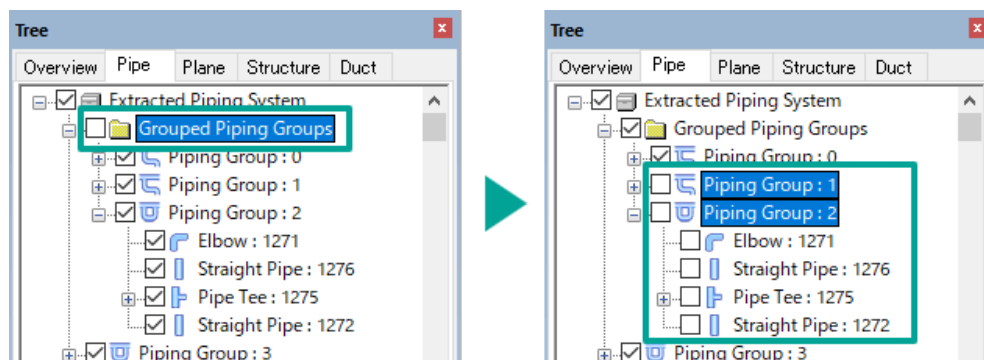 Tree
Overview Pipe Plane Structure Duct
Extracted Piping System
Grouped Piping Groups
Piping Group : 0
Piping Group : 1
Piping Group : 2
Elbow : 1271
Straight Pipe : 1276
Pipe Tee : 1275
Straight Pipe : 1272
Piping Group : 3
Tree
Overview Pipe Plane Structure Duct
Extracted Piping System
Grouped Piping Groups
Piping Group : 0
Piping Group : 1
Piping Group : 2
Elbow : 1271
Straight Pipe : 1276
Pipe Tee : 1275
Straight Pipe : 1272
Piping Group : 3